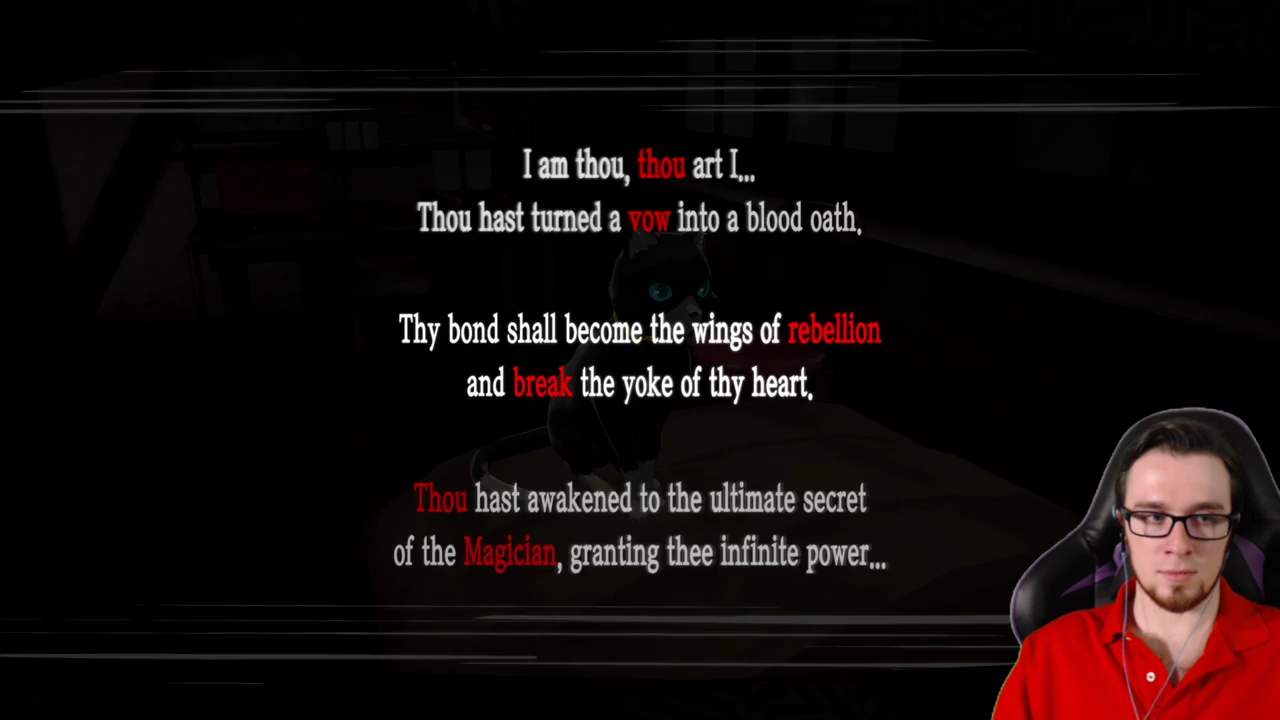 I am thou, thou art I...
Thou hast turned a vow into a blood oath.
Thy bond shall become the wings of rebellion
and break the yoke of thy heart.
Thou hast awakened to the ultimate secret
of the Magician, granting thee infinite power...